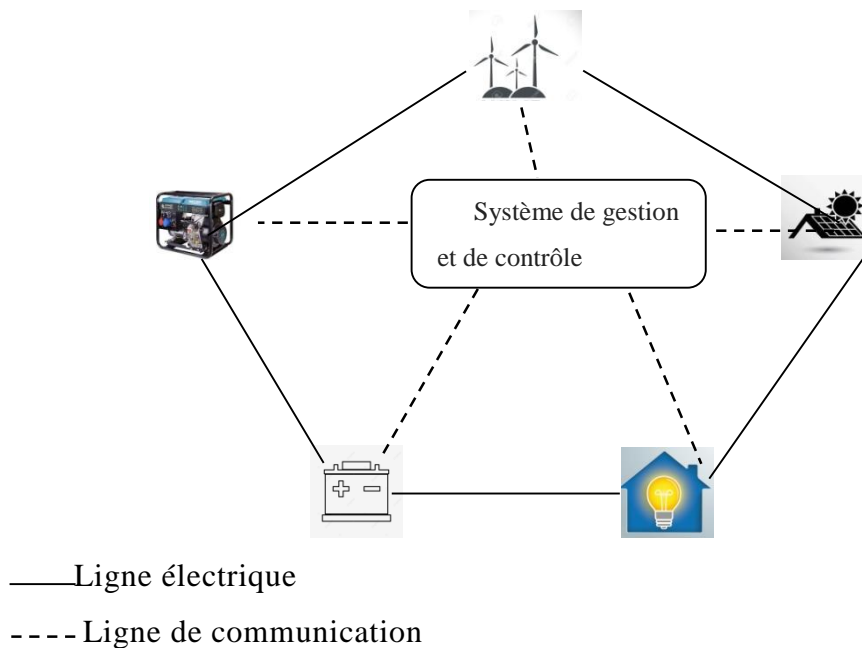 Système de gestion
et de contrôle
Ligne électrique
Ligne de communication